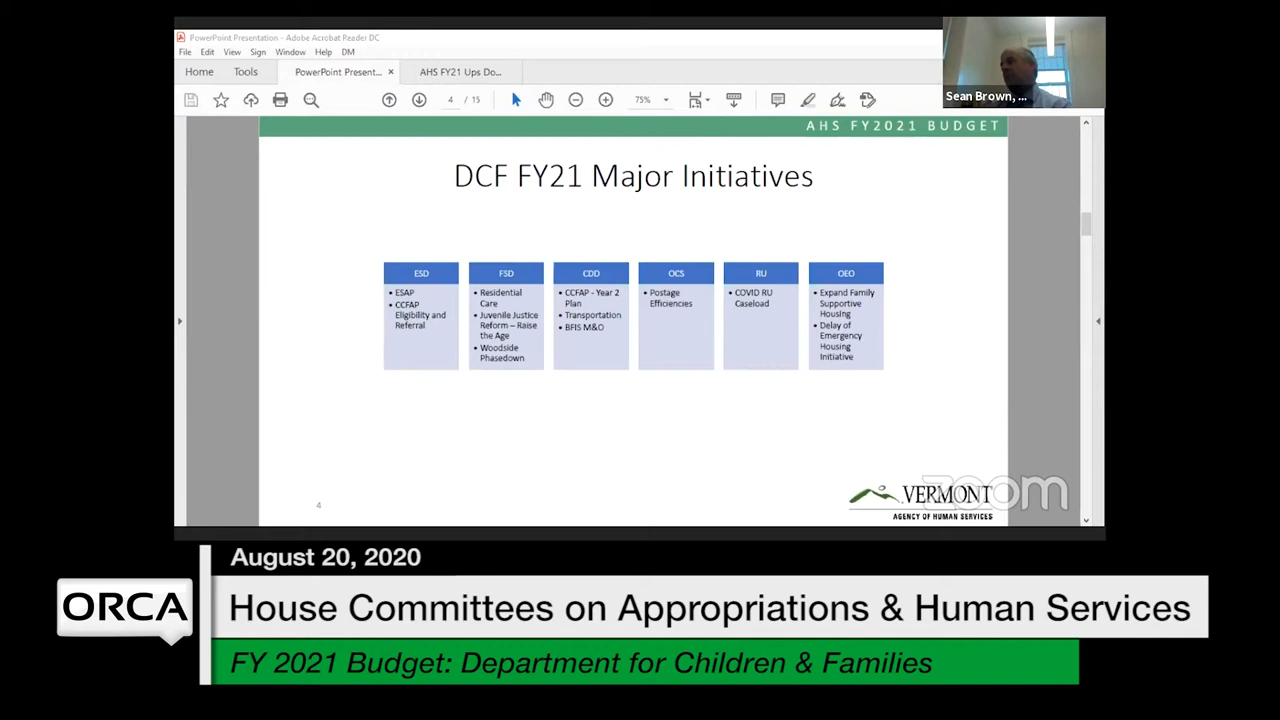 PowerPoint Presentation - Adobe Acrobat Reader DC
File Edit View Sign Window Help DM
Home Tools PowerPoint Present... × AHS FY21 Ups Do...
4 / 15 75%
Sean Brown, ...
AHS FY2021 BUDGET
DCF FY21 Major Initiatives
ESD
• ESAP
• CCFAP
Eligibility and
Referral
FSD
• Residential
Care
• Juvenile Justice
Reform – Raise
the Age
• Woodside
Phasedown
CDD
• CCFAP - Year 2
Plan
• Transportation
• BFIS M&O
OCS
• Postage
Efficiencies
RU
• COVID RU
Caseload
OEO
• Expand Family
Supportive
Housing
• Delay of
Emergency
Housing
Initiative
4
VERMONT
AGENCY OF HUMAN SERVICES
zoom
August 20, 2020
ORCA
House Committees on Appropriations & Human Services
FY 2021 Budget: Department for Children & Families